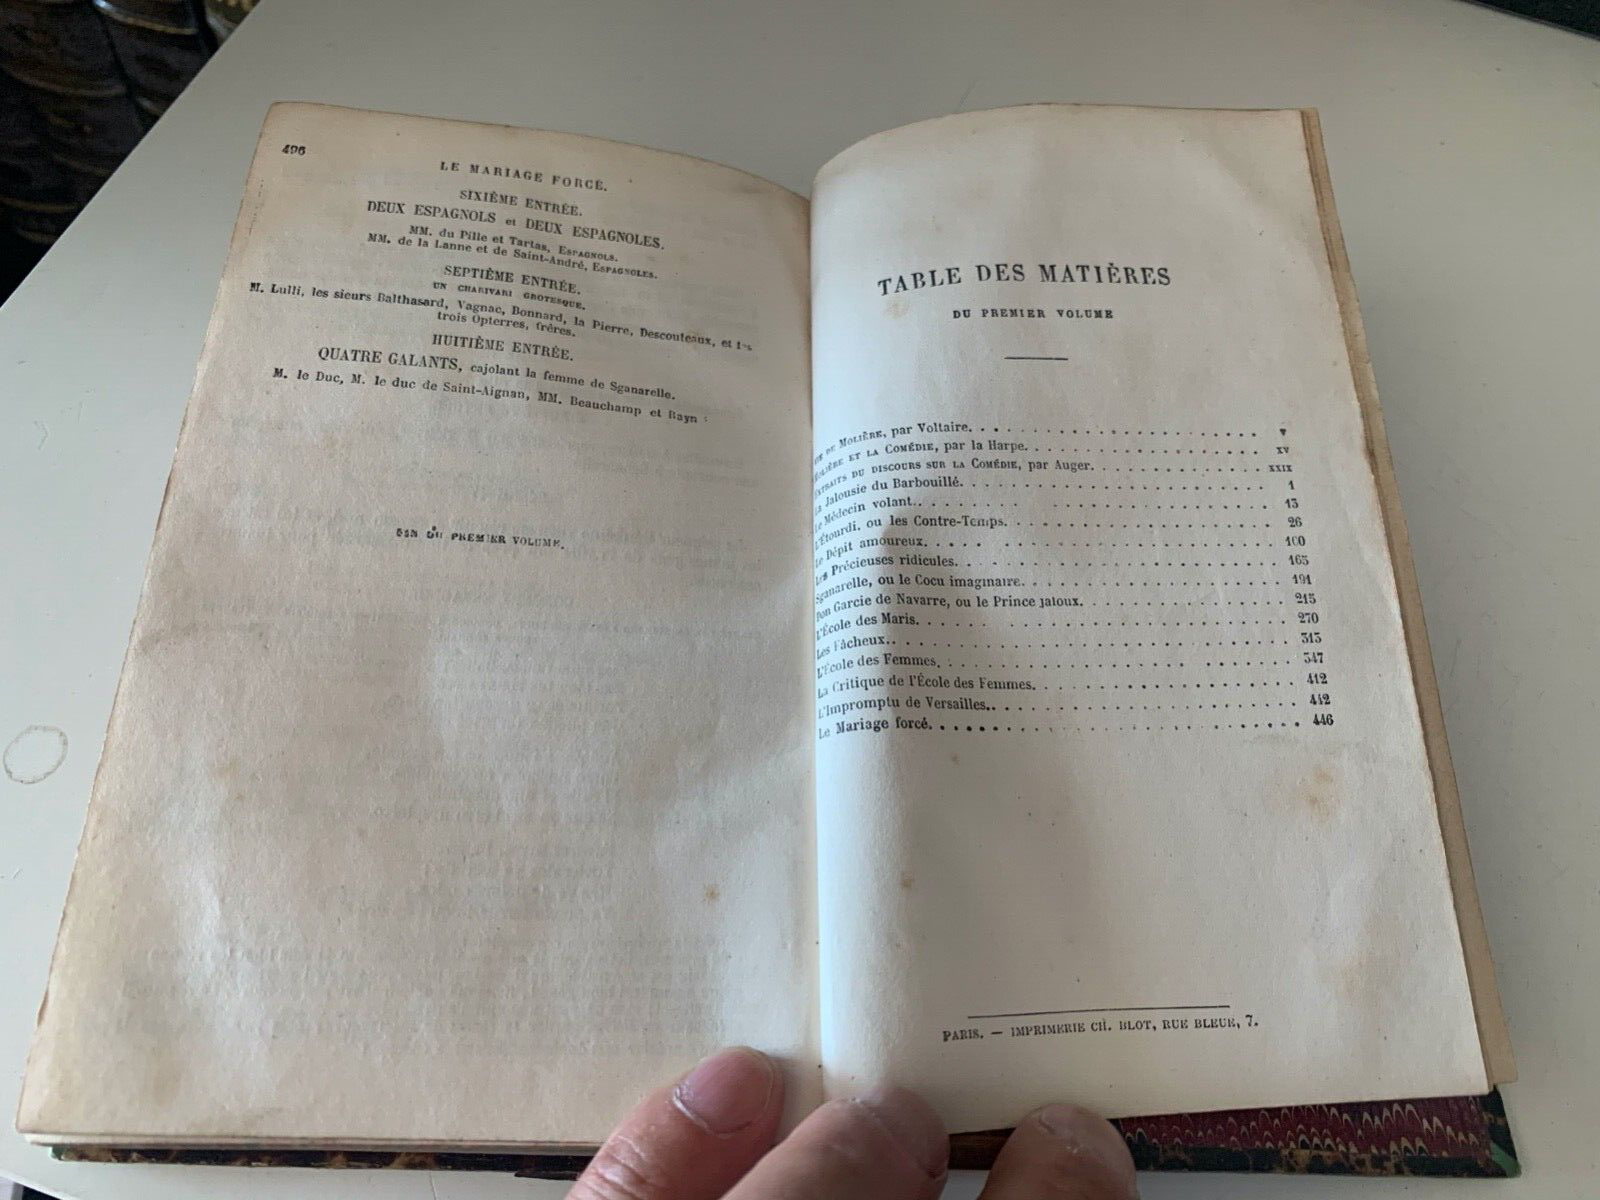 496
LE MARIAGE FORCÉ.
SIXIÈME ENTRÉE.
DEUX ESPAGNOLS et DEUX ESPAGNOLES.
MM. du Pille et Tartas, Espagnols.
MM. de la Lanne et de Saint-André, Espagnoles.
SEPTIÈME ENTRÉE.
UN CHARIVARI GROTESQUE.
M. Lulli, les sieurs Balthasard, Vagnac, Bonnard, la Pierre, Descouteaux, et
trois Opterres, frères.
HUITIÈME ENTRÉE.
QUATRE GALANTS, cajolant la femme de Sganarelle.
M. le Duc, M. le duc de Saint-Aignan, MM. Beauchamp et Rayn
DU PREMIER VOLUME.
TABLE DES MATIÈRES
DU PREMIER VOLUME
DE MOLIÈRE, par Voltaire. V
MOLIÈRE ET LA COMÉDIE, par la Harpe. XV
EXTRAITS DU DISCOURS SUR LA COMÉDIE, par Auger. XXIX
La Jalousie du Barbouillé. 1
Le Médecin volant. 13
L'Étourdi, ou les Contre-Temps. 26
Le Dépit amoureux. 100
Les Précieuses ridicules. 165
Sganarelle, ou le Cocu imaginaire. 191
Don Garcie de Navarre, ou le Prince jaloux. 215
L'École des Maris. 270
Les Fâcheux. 313
L'École des Femmes. 347
La Critique de l'École des Femmes. 412
L'Impromptu de Versailles. 442
Le Mariage forcé. 446
PARIS. — IMPRIMERIE CH. BLOT, RUE BLEUE, 7.